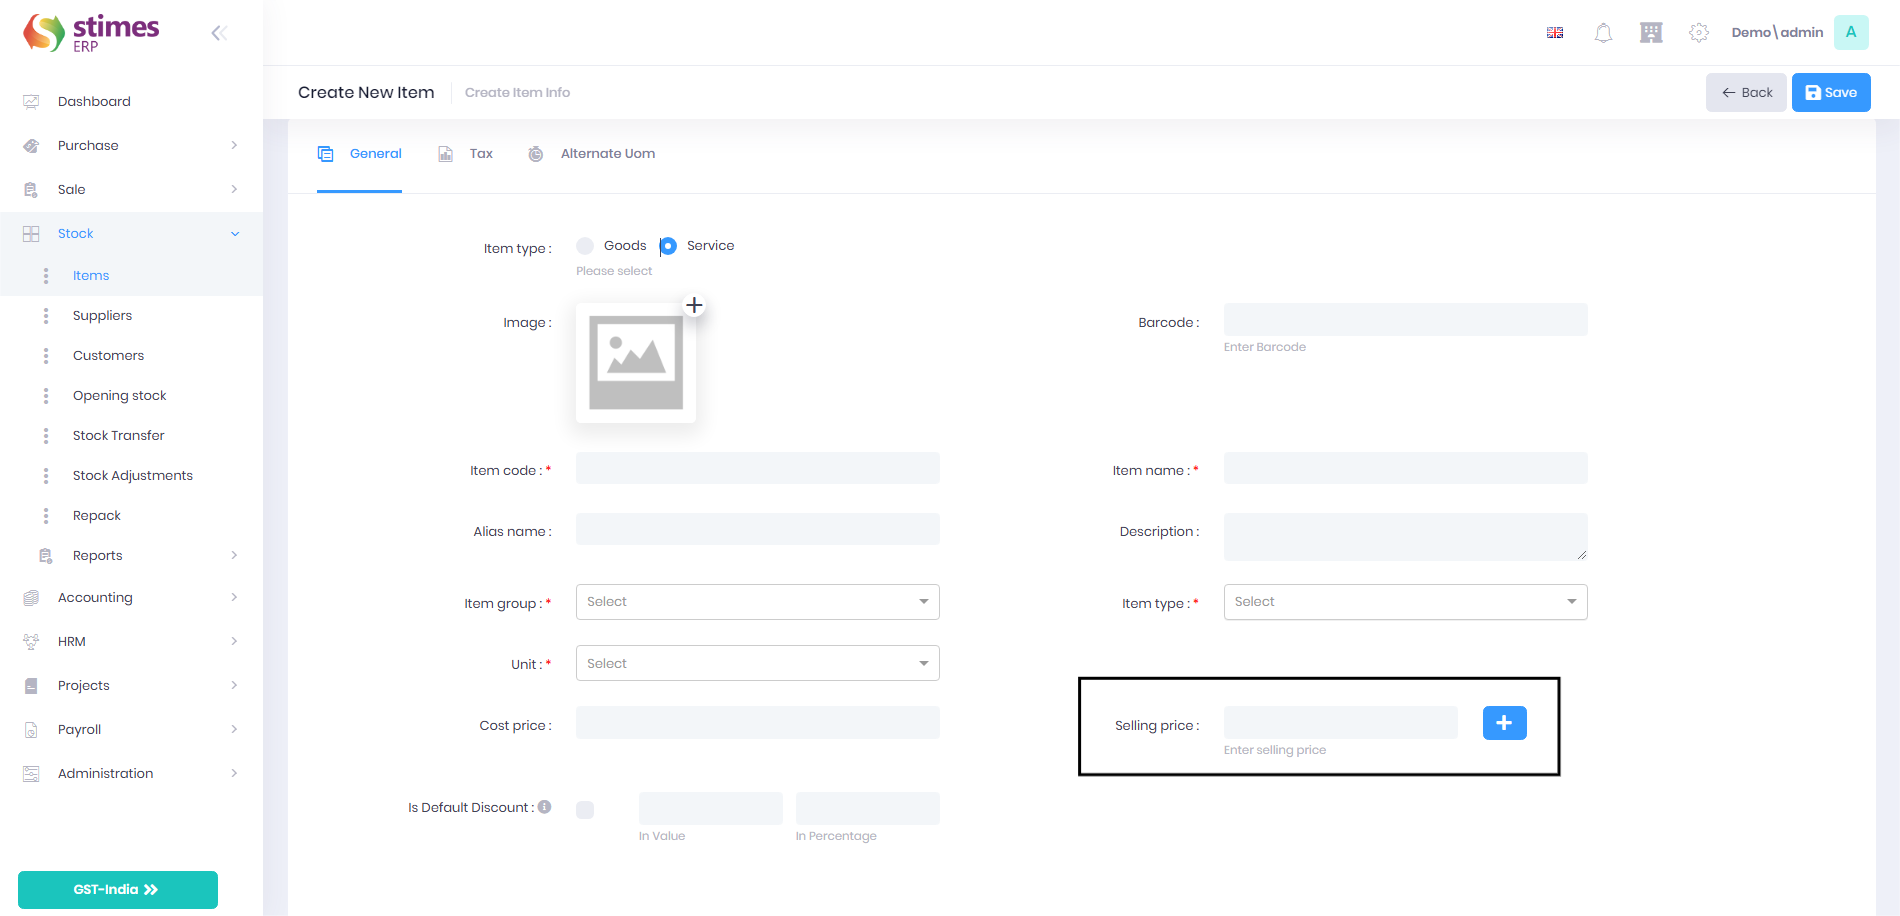 stimes
ERP
Demo\admin
A
Create New Item
Create Item Info
Back
Save
Dashboard
Purchase
Sale
Stock
Items
Suppliers
Customers
Opening stock
Stock Transfer
Stock Adjustments
Repack
Reports
Accounting
HRM
Projects
Payroll
Administration
GST-India
General
Tax
Alternate Uom
Item type :
Goods
Service
Please select
Image :
Barcode :
Enter Barcode
Item code : *
Item name : *
Alias name :
Description :
Item group : *
Select
Item type : *
Select
Unit : *
Select
Cost price :
Selling price :
Enter selling price
Is Default Discount :
In Value
In Percentage